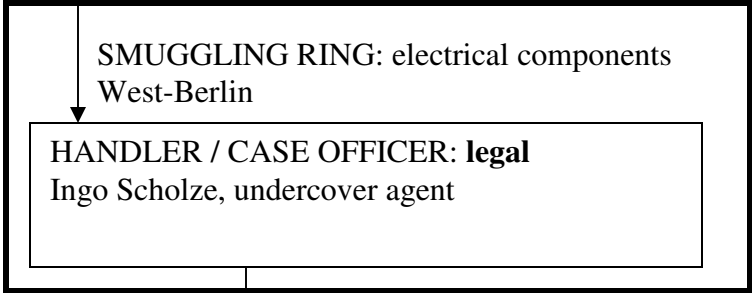 SMUGGLING RING: electrical components
West-Berlin
HANDLER / CASE OFFICER: legal
Ingo Scholze, undercover agent